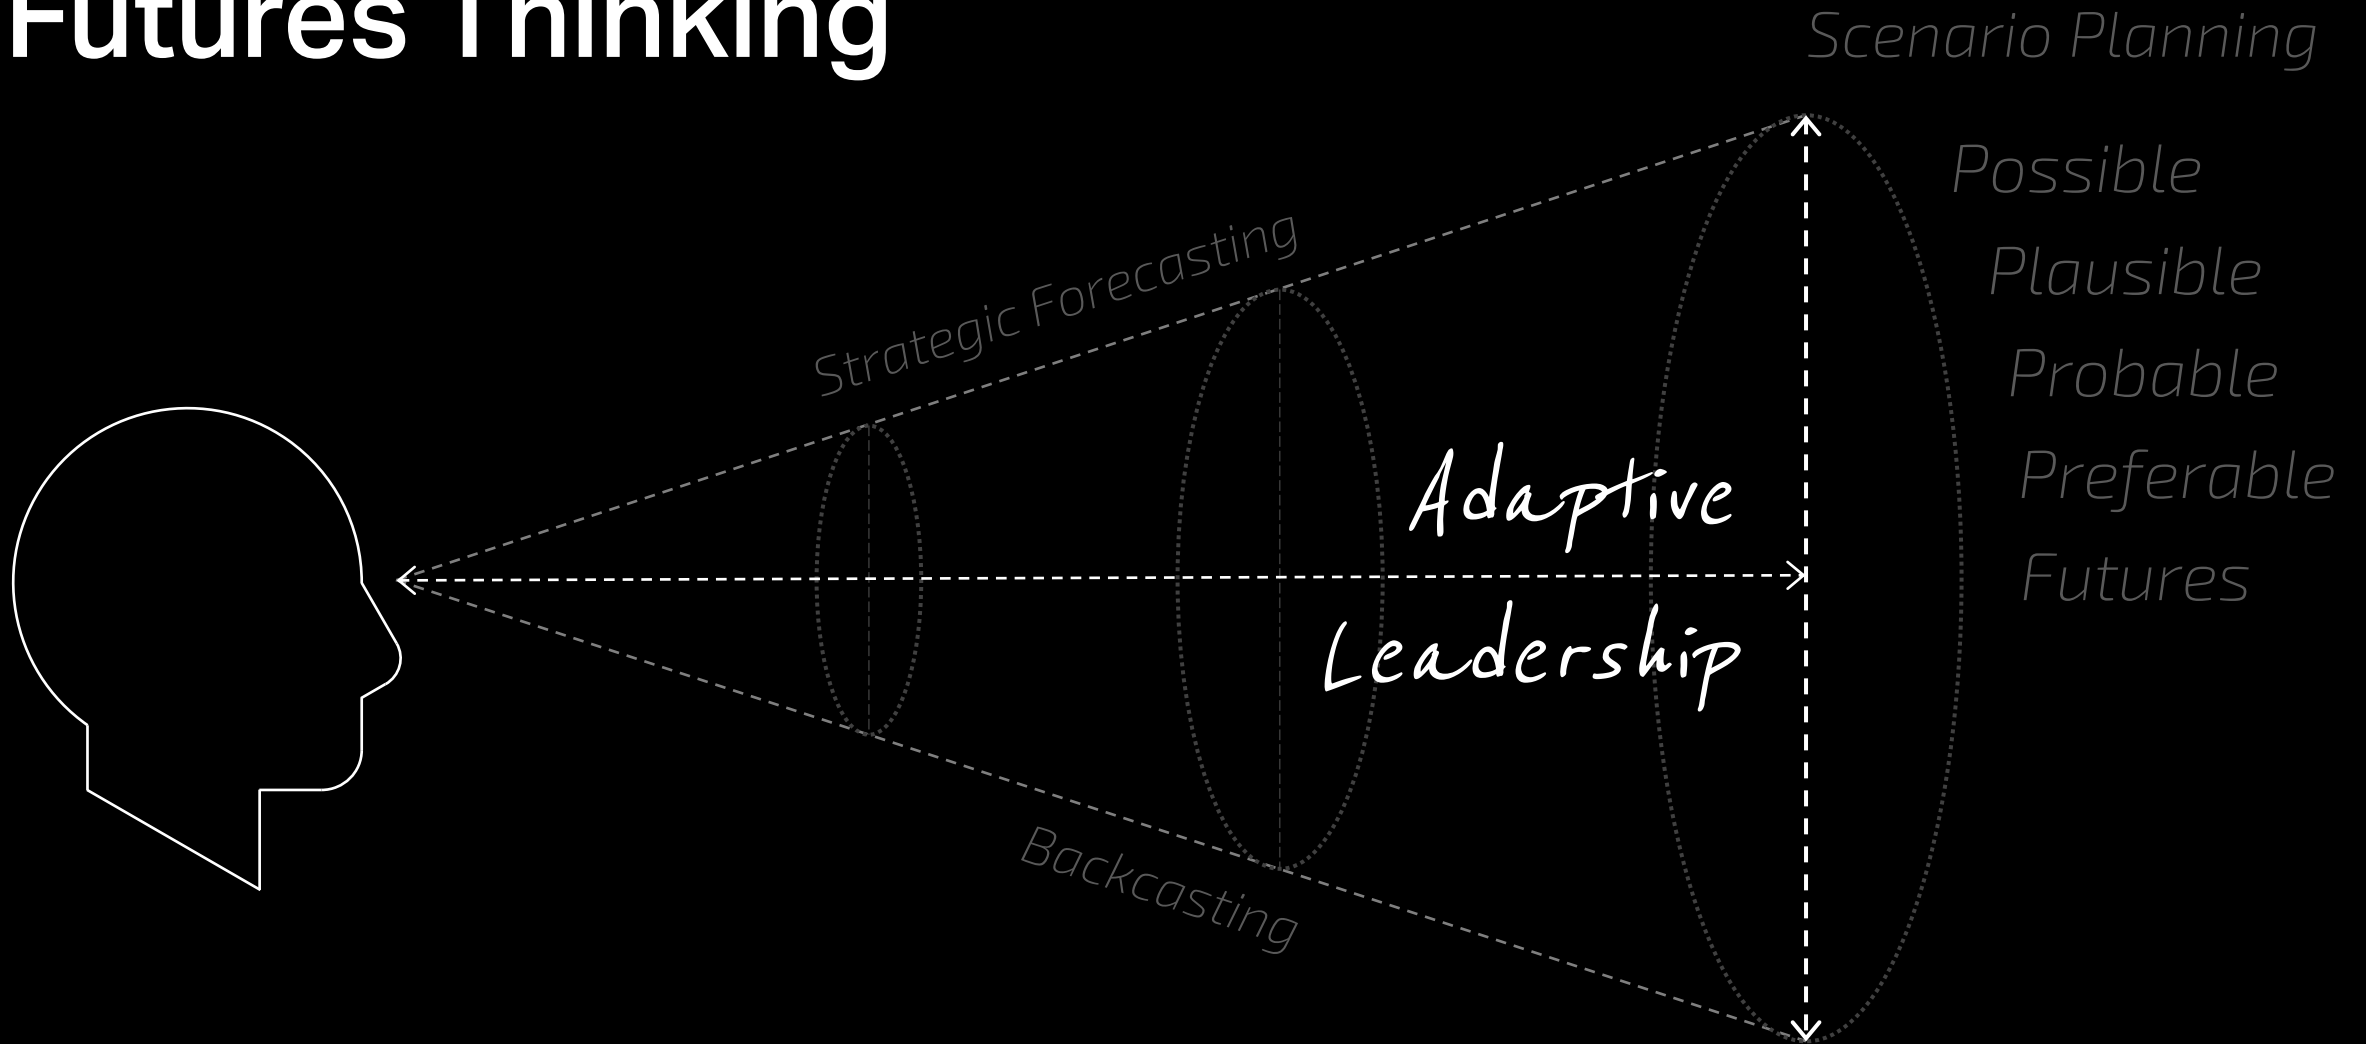 Futures Thinking
Scenario Planning
Possible
Plausible
Probable
Preferable
Futures
Strategic Forecasting
Adaptive
Leadership
Backcasting